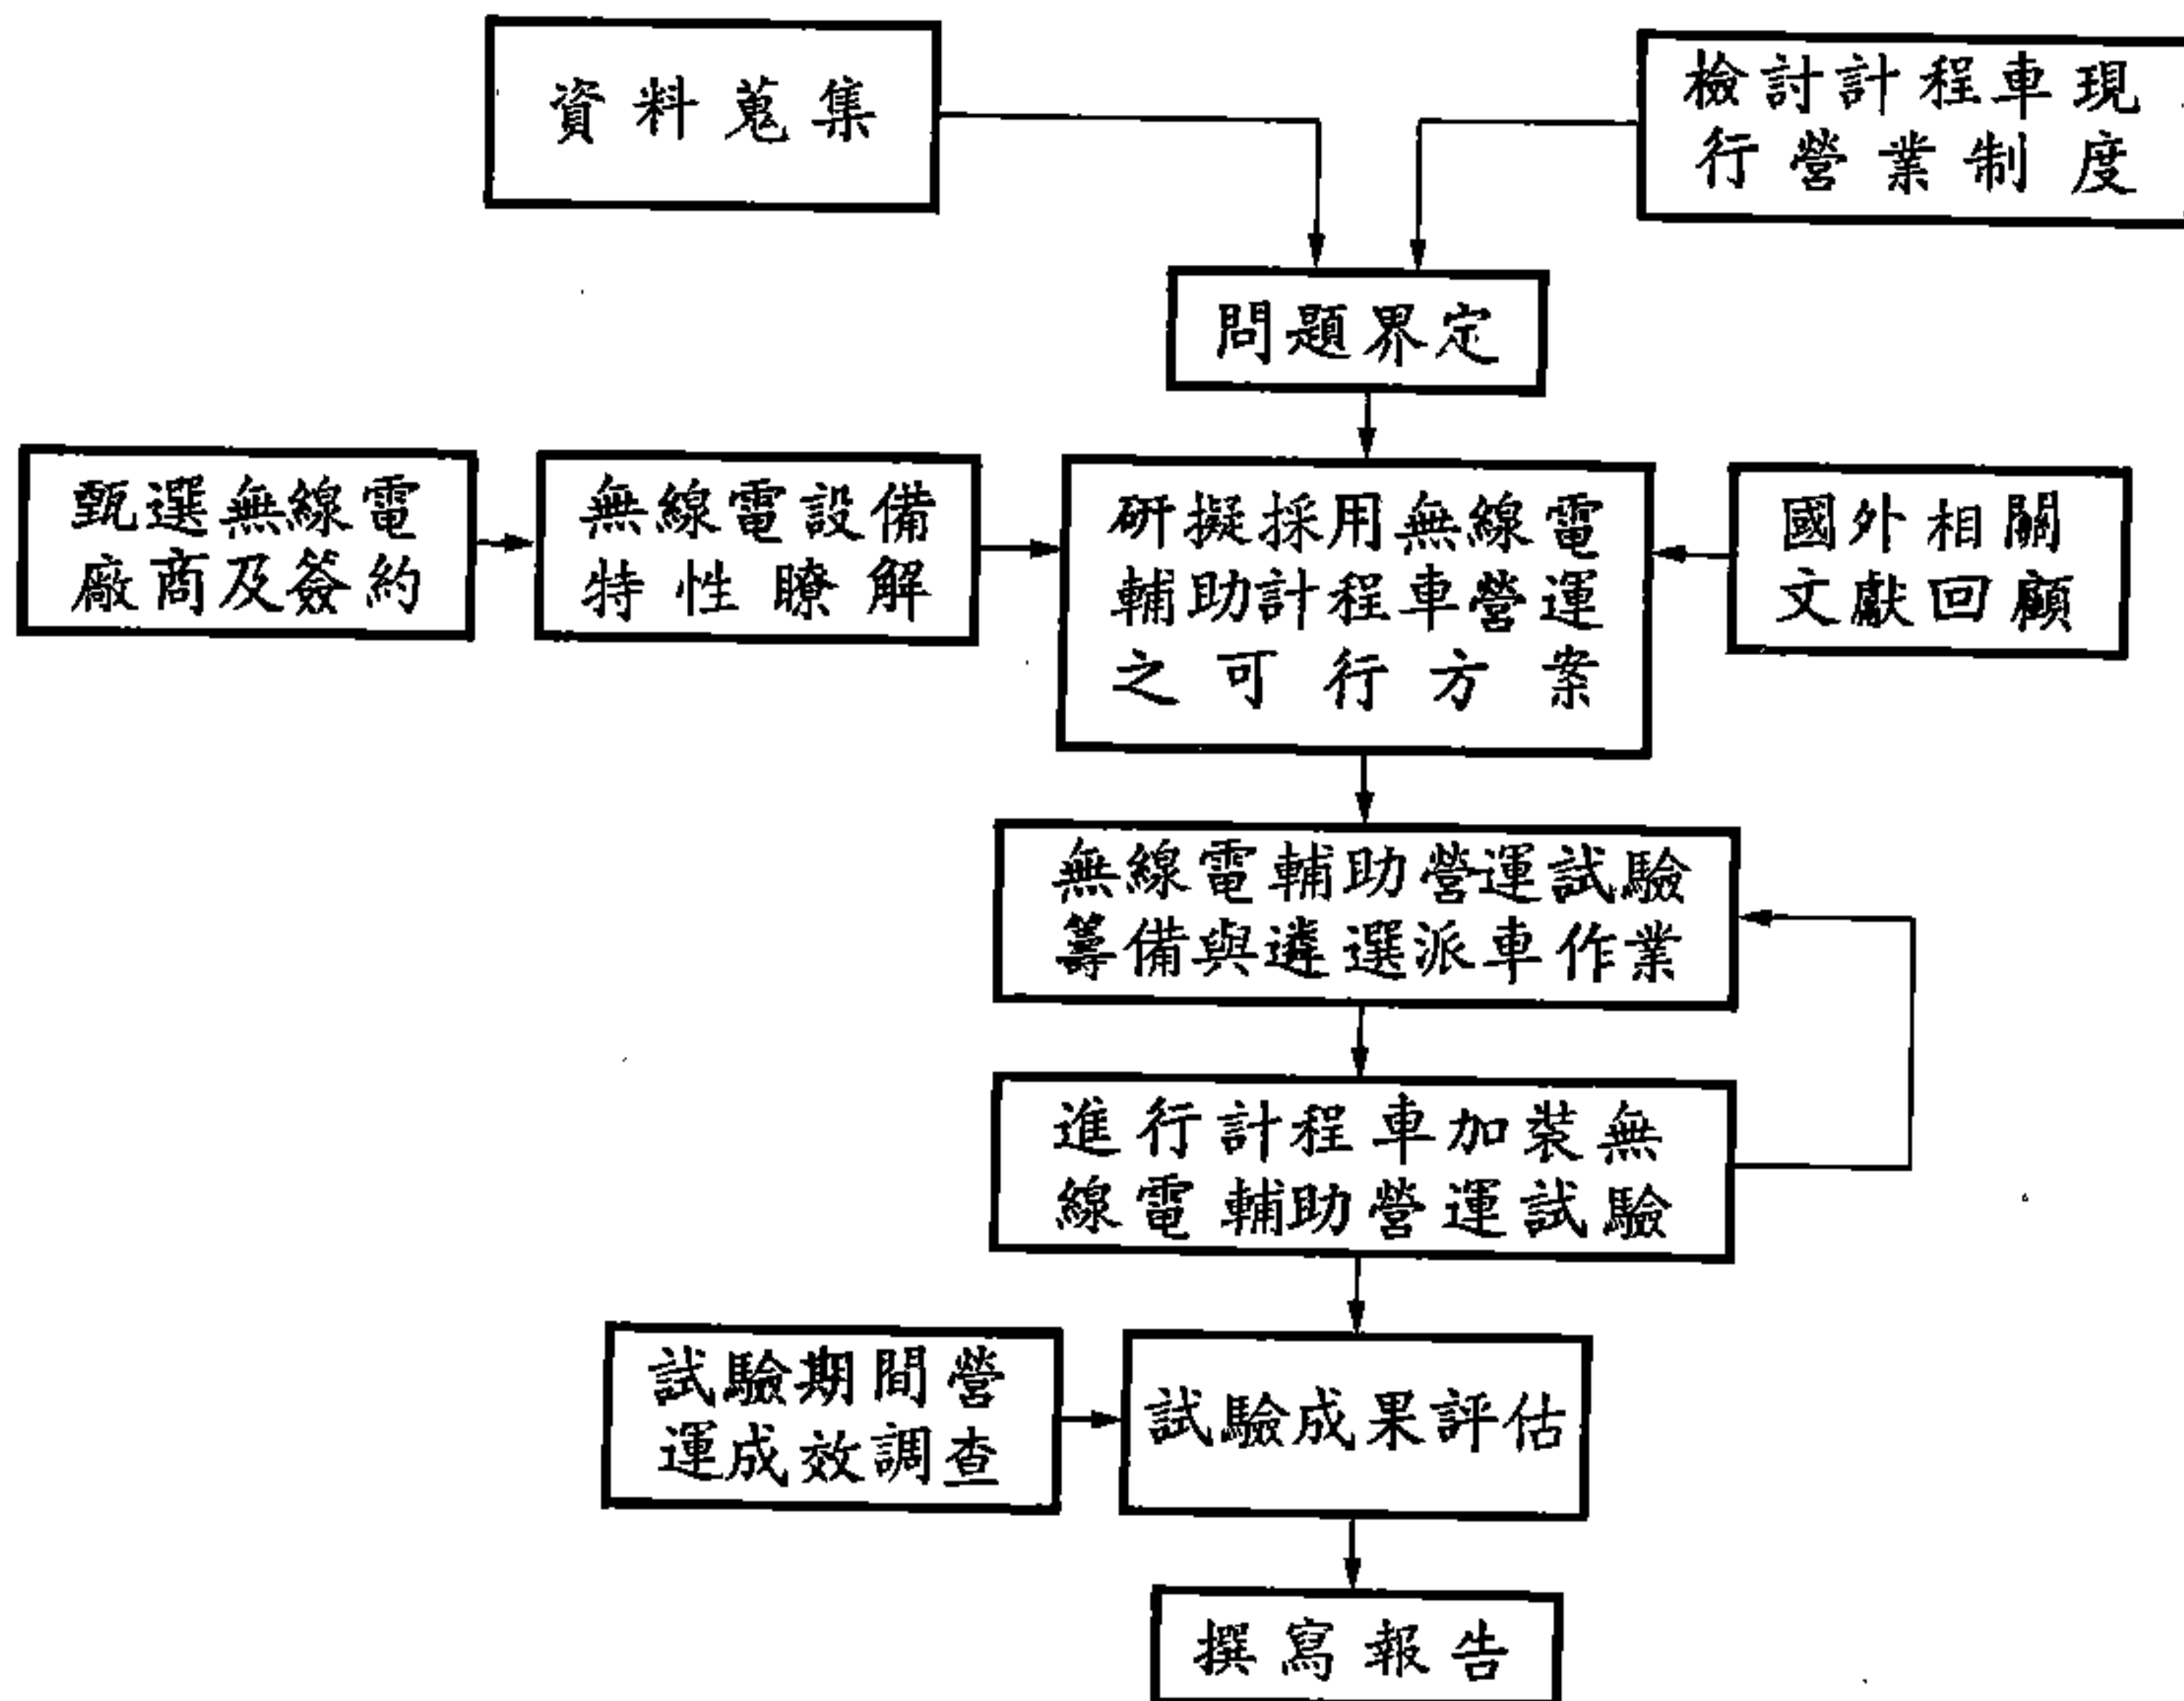 資料蒐集
檢討計程車現
行營業制度
問題界定
甄選無線電
廠商及簽約
無線電設備
特性瞭解
研擬採用無線電
輔助計程車營運
之可行方案
國外相關
文獻回顧
無線電輔助營運試驗
籌備與遴選派車作業
進行計程車加裝無
線電輔助營運試驗
試驗期間營
運成效調查
試驗成果評估
撰寫報告